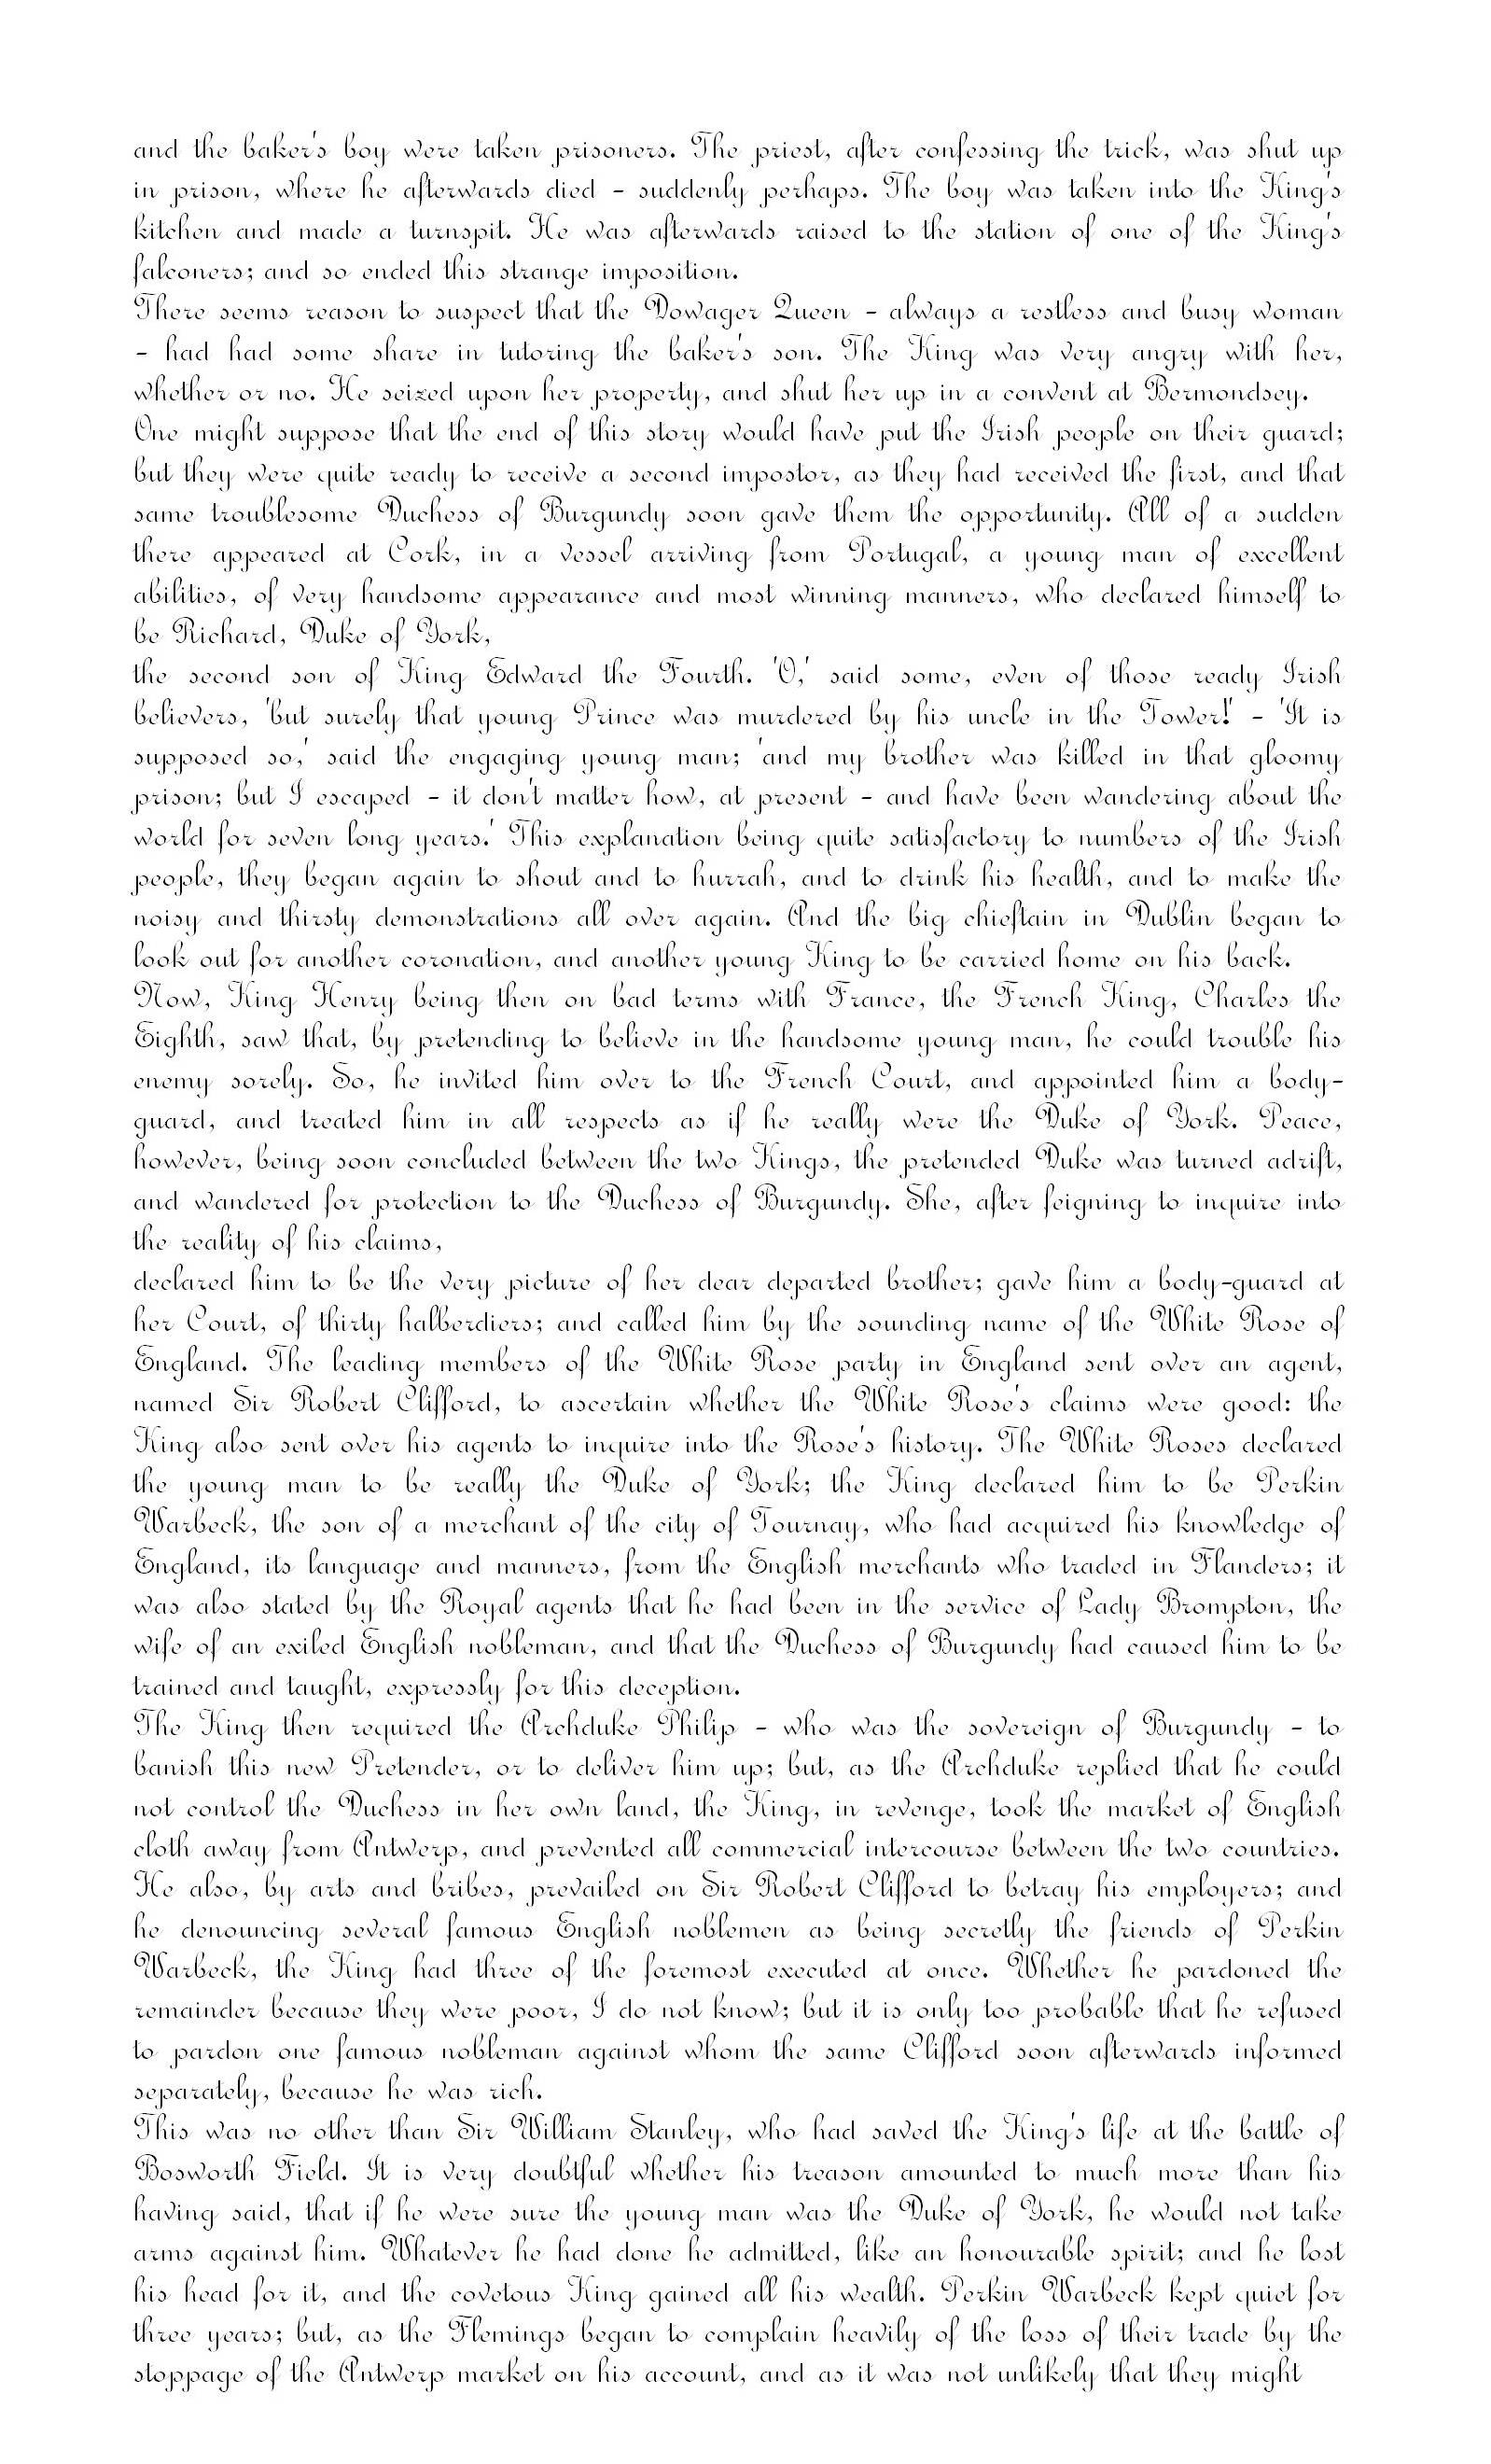 and the baker's boy were taken prisoners. The priest, after confessing the trick, was shut up
in prison, where he afterwards died - suddenly perhaps. The boy was taken into the King's
kitchen and made a turnspit. He was afterwards raised to the station of one of the King's
falconers; and so ended this strange imposition.
There seems reason to suspect that the Dowager Queen - always a restless and busy woman
- had had some share in tutoring the baker's son. The King was very angry with her,
whether or no. He seized upon her property, and shut her up in a convent at Bermondsey.
One might suppose that the end of this story would have put the Irish people on their guard;
but they were quite ready to receive a second impostor, as they had received the first, and that
same troublesome Duchess of Burgundy soon gave them the opportunity. All of a sudden
there appeared at Cork, in a vessel arriving from Portugal, a young man of excellent
abilities, of very handsome appearance and most winning manners, who declared himself to
be Richard, Duke of York,
the second son of King Edward the Fourth. 'O,' said some, even of those ready Irish
believers, 'but surely that young Prince was murdered by his uncle in the Tower!' - 'It is
supposed so,' said the engaging young man; 'and my brother was killed in that gloomy
prison; but I escaped - it don't matter how, at present - and have been wandering about the
world for seven long years.' This explanation being quite satisfactory to numbers of the Irish
people, they began again to shout and to hurrah, and to drink his health, and to make the
noisy and thirsty demonstrations all over again. And the big chieftain in Dublin began to
look out for another coronation, and another young King to be carried home on his back.
Now, King Henry being then on bad terms with France, the French King, Charles the
Eighth, saw that, by pretending to believe in the handsome young man, he could trouble his
enemy sorely. So, he invited him over to the French Court, and appointed him a body-
guard, and treated him in all respects as if he really were the Duke of York. Peace,
however, being soon concluded between the two Kings, the pretended Duke was turned adrift,
and wandered for protection to the Duchess of Burgundy. She, after feigning to inquire into
the reality of his claims,
declared him to be the very picture of her dear departed brother; gave him a body-guard at
her Court, of thirty halberdiers; and called him by the sounding name of the White Rose of
England. The leading members of the White Rose party in England sent over an agent,
named Sir Robert Clifford, to ascertain whether the White Rose's claims were good: the
King also sent over his agents to inquire into the Rose's history. The White Roses declared
the young man to be really the Duke of York; the King declared him to be Perkin
Warbeck, the son of a merchant of the city of Tournay, who had acquired his knowledge of
England, its language and manners, from the English merchants who traded in Flanders; it
was also stated by the Royal agents that he had been in the service of Lady Brompton, the
wife of an exiled English nobleman, and that the Duchess of Burgundy had caused him to be
trained and taught, expressly for this deception.
The King then required the Archduke Philip - who was the sovereign of Burgundy - to
banish this new Pretender, or to deliver him up; but, as the Archduke replied that he could
not control the Duchess in her own land, the King, in revenge, took the market of English
cloth away from Antwerp, and prevented all commercial intercourse between the two countries.
He also, by arts and bribes, prevailed on Sir Robert Clifford to betray his employers; and
he denouncing several famous English noblemen as being secretly the friends of Perkin
Warbeck, the King had three of the foremost executed at once. Whether he pardoned the
remainder because they were poor, I do not know; but it is only too probable that he refused
to pardon one famous nobleman against whom the same Clifford soon afterwards informed
separately, because he was rich.
This was no other than Sir William Stanley, who had saved the King's life at the battle of
Bosworth Field. It is very doubtful whether his treason amounted to much more than his
having said, that if he were sure the young man was the Duke of York, he would not take
arms against him. Whatever he had done he admitted, like an honourable spirit; and he lost
his head for it, and the covetous King gained all his wealth. Perkin Warbeck kept quiet for
three years; but, as the Flemings began to complain heavily of the loss of their trade by the
stoppage of the Antwerp market on his account, and as it was not unlikely that they might